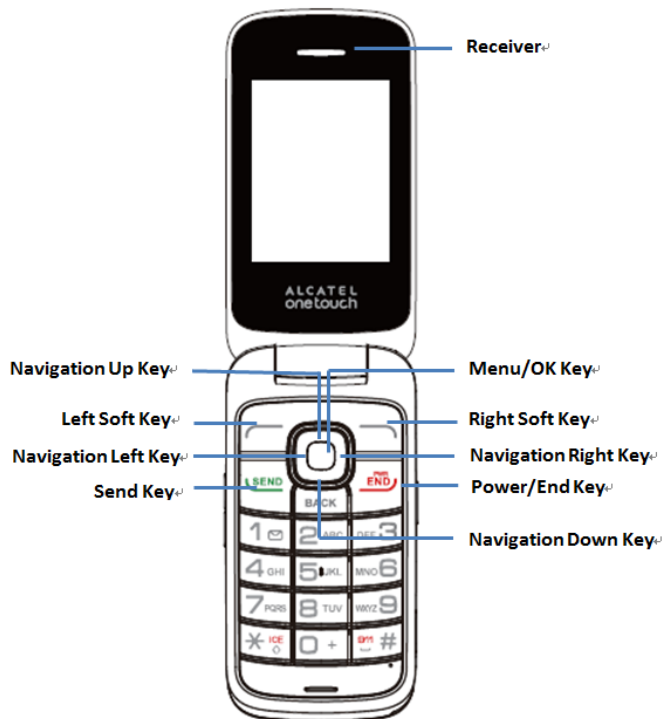 Receiver
ALCATEL
onetouch
Navigation Up Key
Menu/OK Key
Left Soft Key
Right Soft Key
Navigation Left Key
Navigation Right Key
Send Key
SEND
PWR
END
Power/End Key
BACK
1
2 ABC
DEF 3
Navigation Down Key
4 GHI
5 JKL
MNO 6
7 PQRS
8 TUV
WXYZ 9
* ICE
0 +
#